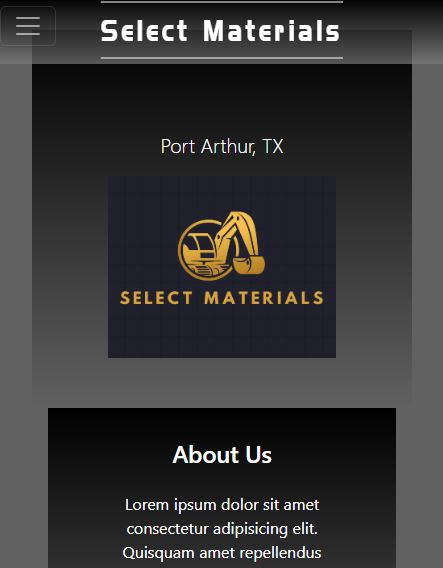 Select Materials
Port Arthur, TX
SELECT MATERIALS
About Us
Lorem ipsum dolor sit amet
consectetur adipisicing elit.
Quisquam amet repellendus